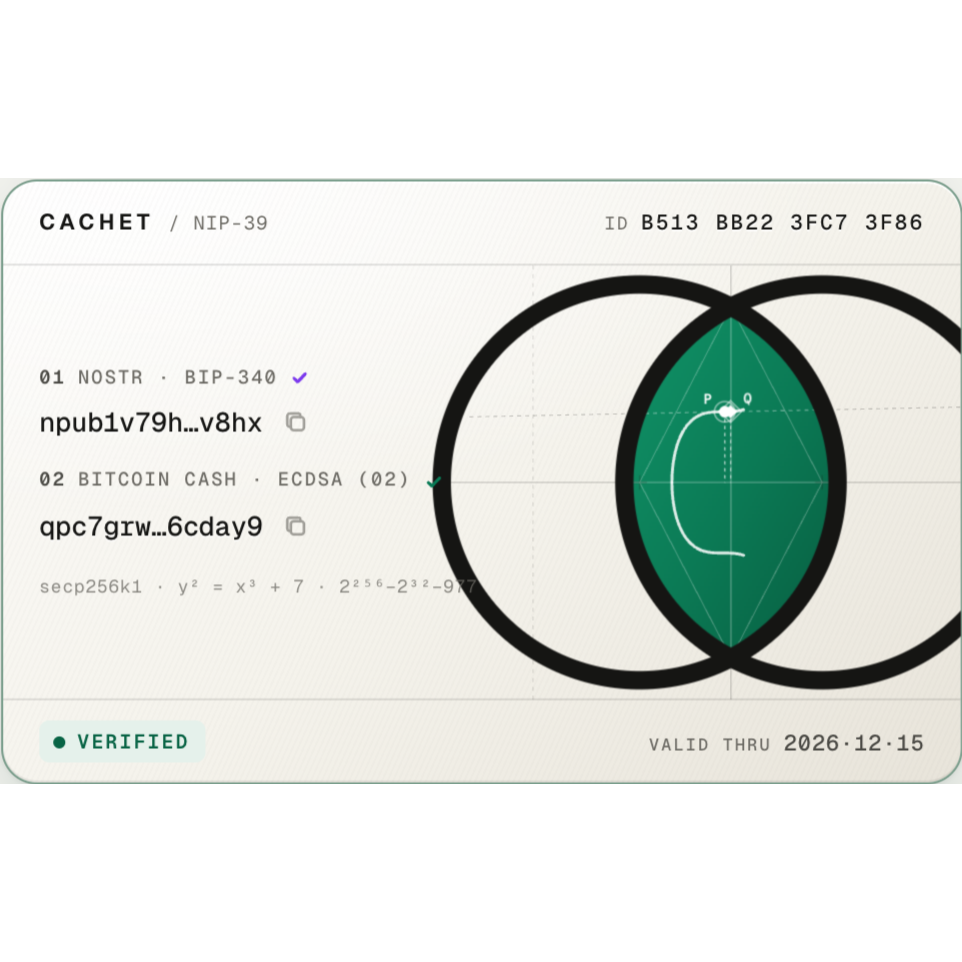 CACHET / NIP-39
ID B513 BB22 3FC7 3F86
01 NOSTR · BIP-340
npub1v79h…v8hx
02 BITCOIN CASH · ECDSA (02)
qpc7grw…6cday9
secp256k1 · y² = x³ + 7 · 2²⁵⁶−2³²−977
P Q
VERIFIED
VALID THRU 2026·12·15